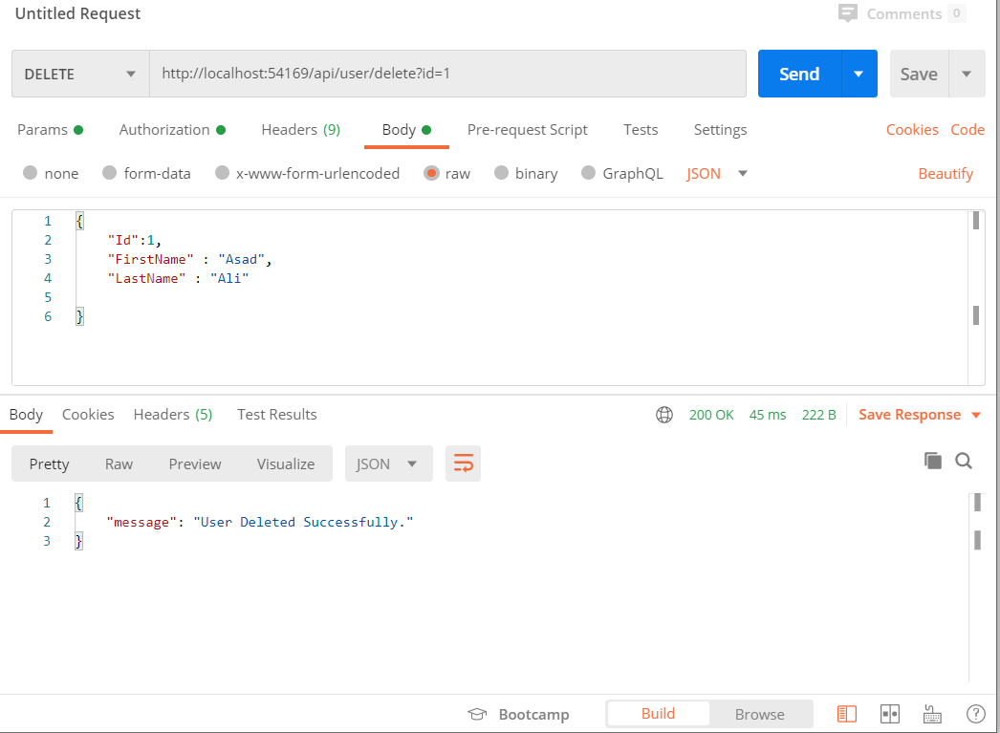 Untitled Request
Comments 0
DELETE http://localhost:54169/api/user/delete?id=1 Send Save
Params Authorization Headers (9) Body Pre-request Script Tests Settings Cookies Code
none form-data x-www-form-urlencoded raw binary GraphQL JSON Beautify
1 {
2 "Id":1,
3 "FirstName" : "Asad",
4 "LastName" : "Ali"
5
6 }
Body Cookies Headers (5) Test Results 200 OK 45 ms 222 B Save Response
Pretty Raw Preview Visualize JSON
1 {
2 "message": "User Deleted Successfully."
3 }
Bootcamp Build Browse